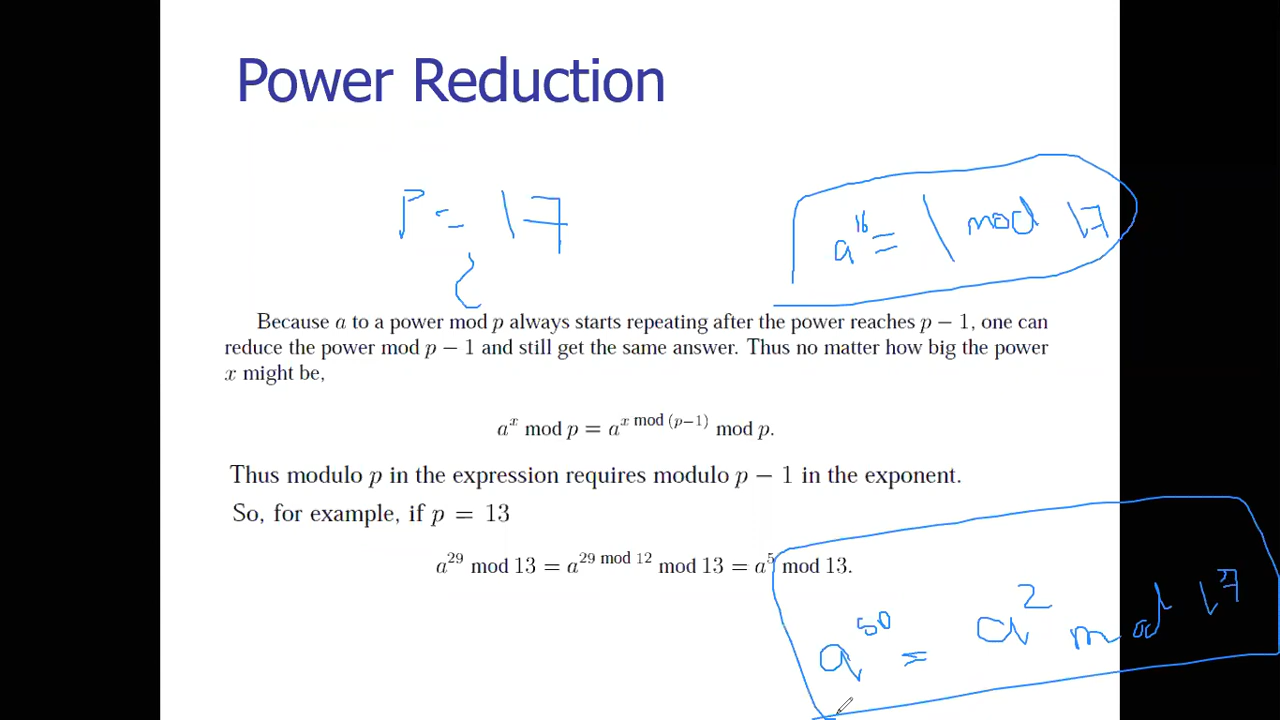 Power Reduction
P = 17
a^16 = 1 mod 17
Because a to a power mod p always starts repeating after the power reaches p − 1, one can
reduce the power mod p − 1 and still get the same answer. Thus no matter how big the power
x might be,
a^x mod p = a^(x mod (p−1)) mod p.
Thus modulo p in the expression requires modulo p − 1 in the exponent.
So, for example, if p = 13
a^29 mod 13 = a^(29 mod 12) mod 13 = a^5 mod 13.
a^50 = a^2 mod 17